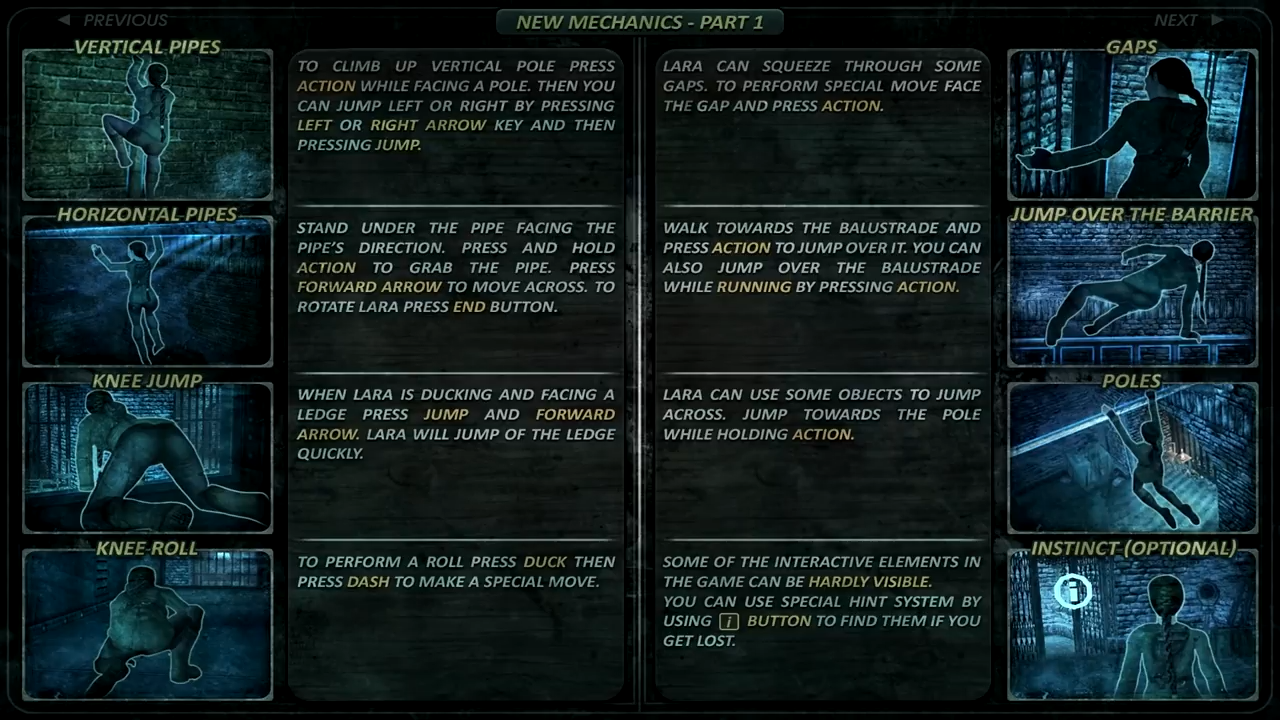 ◄ PREVIOUS
NEW MECHANICS - PART 1
NEXT ►
VERTICAL PIPES
TO CLIMB UP VERTICAL POLE PRESS
ACTION WHILE FACING A POLE. THEN YOU
CAN JUMP LEFT OR RIGHT BY PRESSING
LEFT OR RIGHT ARROW KEY AND THEN
PRESSING JUMP.
HORIZONTAL PIPES
STAND UNDER THE PIPE FACING THE
PIPE'S DIRECTION. PRESS AND HOLD
ACTION TO GRAB THE PIPE. PRESS
FORWARD ARROW TO MOVE ACROSS. TO
ROTATE LARA PRESS END BUTTON.
KNEE JUMP
WHEN LARA IS DUCKING AND FACING A
LEDGE PRESS JUMP AND FORWARD
ARROW. LARA WILL JUMP OF THE LEDGE
QUICKLY.
KNEE ROLL
TO PERFORM A ROLL PRESS DUCK THEN
PRESS DASH TO MAKE A SPECIAL MOVE.
GAPS
LARA CAN SQUEEZE THROUGH SOME
GAPS. TO PERFORM SPECIAL MOVE FACE
THE GAP AND PRESS ACTION.
JUMP OVER THE BARRIER
WALK TOWARDS THE BALUSTRADE AND
PRESS ACTION TO JUMP OVER IT. YOU CAN
ALSO JUMP OVER THE BALUSTRADE
WHILE RUNNING BY PRESSING ACTION.
POLES
LARA CAN USE SOME OBJECTS TO JUMP
ACROSS. JUMP TOWARDS THE POLE
WHILE HOLDING ACTION.
INSTINCT (OPTIONAL)
SOME OF THE INTERACTIVE ELEMENTS IN
THE GAME CAN BE HARDLY VISIBLE.
YOU CAN USE SPECIAL HINT SYSTEM BY
USING i BUTTON TO FIND THEM IF YOU
GET LOST.
i